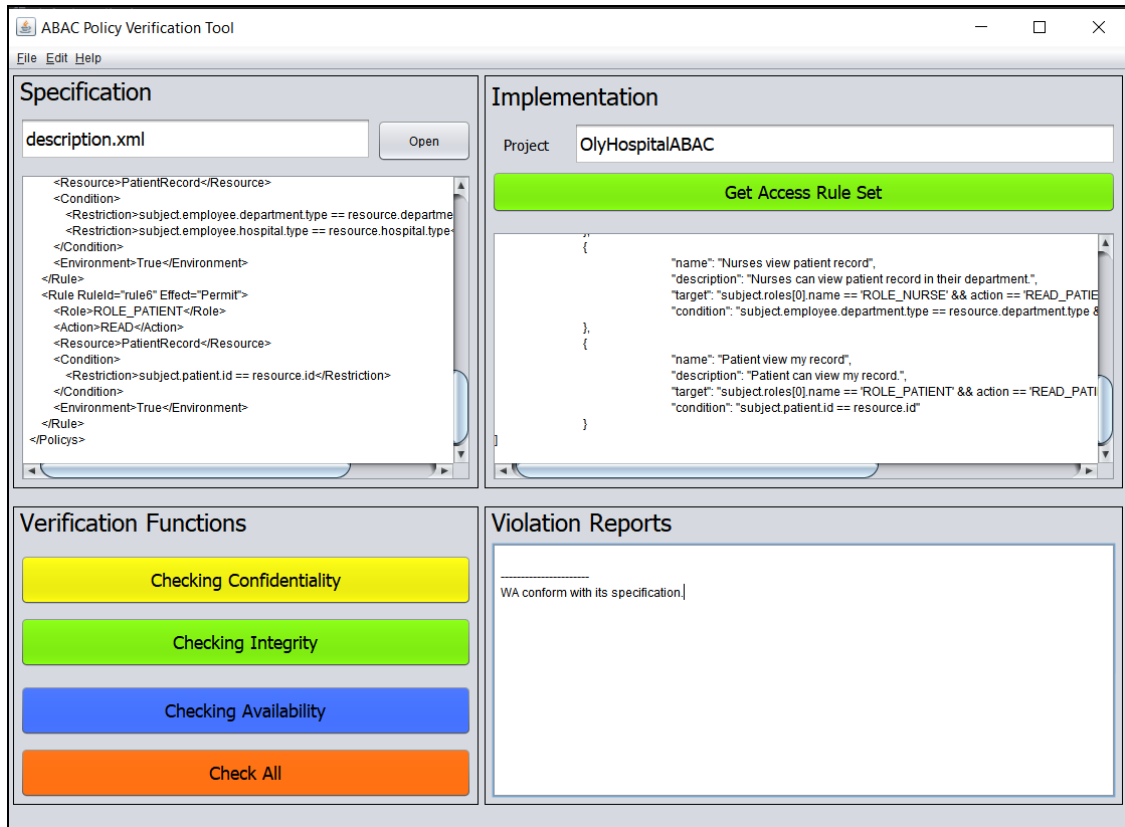 ABAC Policy Verification Tool
File Edit Help
Specification
description.xml
Open
<Resource>PatientRecord</Resource>
<Condition>
<Restriction>subject.employee.department.type == resource.departme
<Restriction>subject.employee.hospital.type == resource.hospital.type<
</Condition>
<Environment>True</Environment>
</Rule>
<Rule RuleId="rule6" Effect="Permit">
<Role>ROLE_PATIENT</Role>
<Action>READ</Action>
<Resource>PatientRecord</Resource>
<Condition>
<Restriction>subject.patient.id == resource.id</Restriction>
</Condition>
<Environment>True</Environment>
</Rule>
</Policys>
Implementation
Project
OlyHospitalABAC
Get Access Rule Set
},
{
"name": "Nurses view patient record",
"description": "Nurses can view patient record in their department.",
"target": "subject.roles[0].name == 'ROLE_NURSE' && action == 'READ_PATIE
"condition": "subject.employee.department.type == resource.department.type &
},
{
"name": "Patient view my record",
"description": "Patient can view my record.",
"target": "subject.roles[0].name == 'ROLE_PATIENT' && action == 'READ_PATI
"condition": "subject.patient.id == resource.id"
}
]
Verification Functions
Checking Confidentiality
Checking Integrity
Checking Availability
Check All
Violation Reports
----------------------
WA conform with its specification.